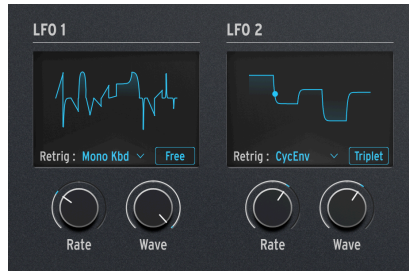 LFO 1
LFO 2
Retrig : Mono Kbd Free
Retrig : CycEnv Triplet
Rate Wave
Rate Wave